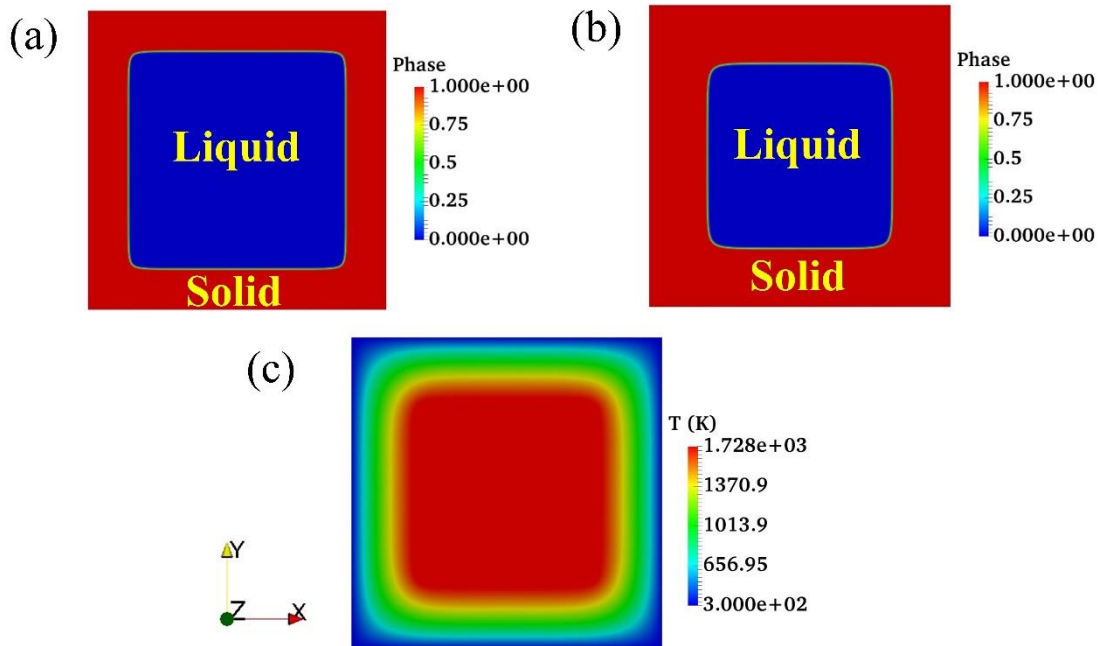 (a)
Liquid
Solid
Phase
1.000e+00
0.75
0.5
0.25
0.000e+00
(b)
Liquid
Solid
Phase
1.000e+00
0.75
0.5
0.25
0.000e+00
(c)
T (K)
1.728e+03
1370.9
1013.9
656.95
3.000e+02
Y
Z
X